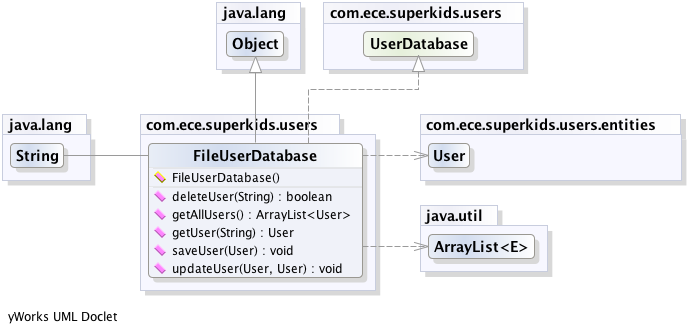 java.lang
Object
com.ece.superkids.users
UserDatabase
java.lang
String
com.ece.superkids.users
FileUserDatabase
FileUserDatabase()
deleteUser(String) : boolean
getAllUsers() : ArrayList<User>
getUser(String) : User
saveUser(User) : void
updateUser(User, User) : void
com.ece.superkids.users.entities
User
java.util
ArrayList<E>
yWorks UML Doclet